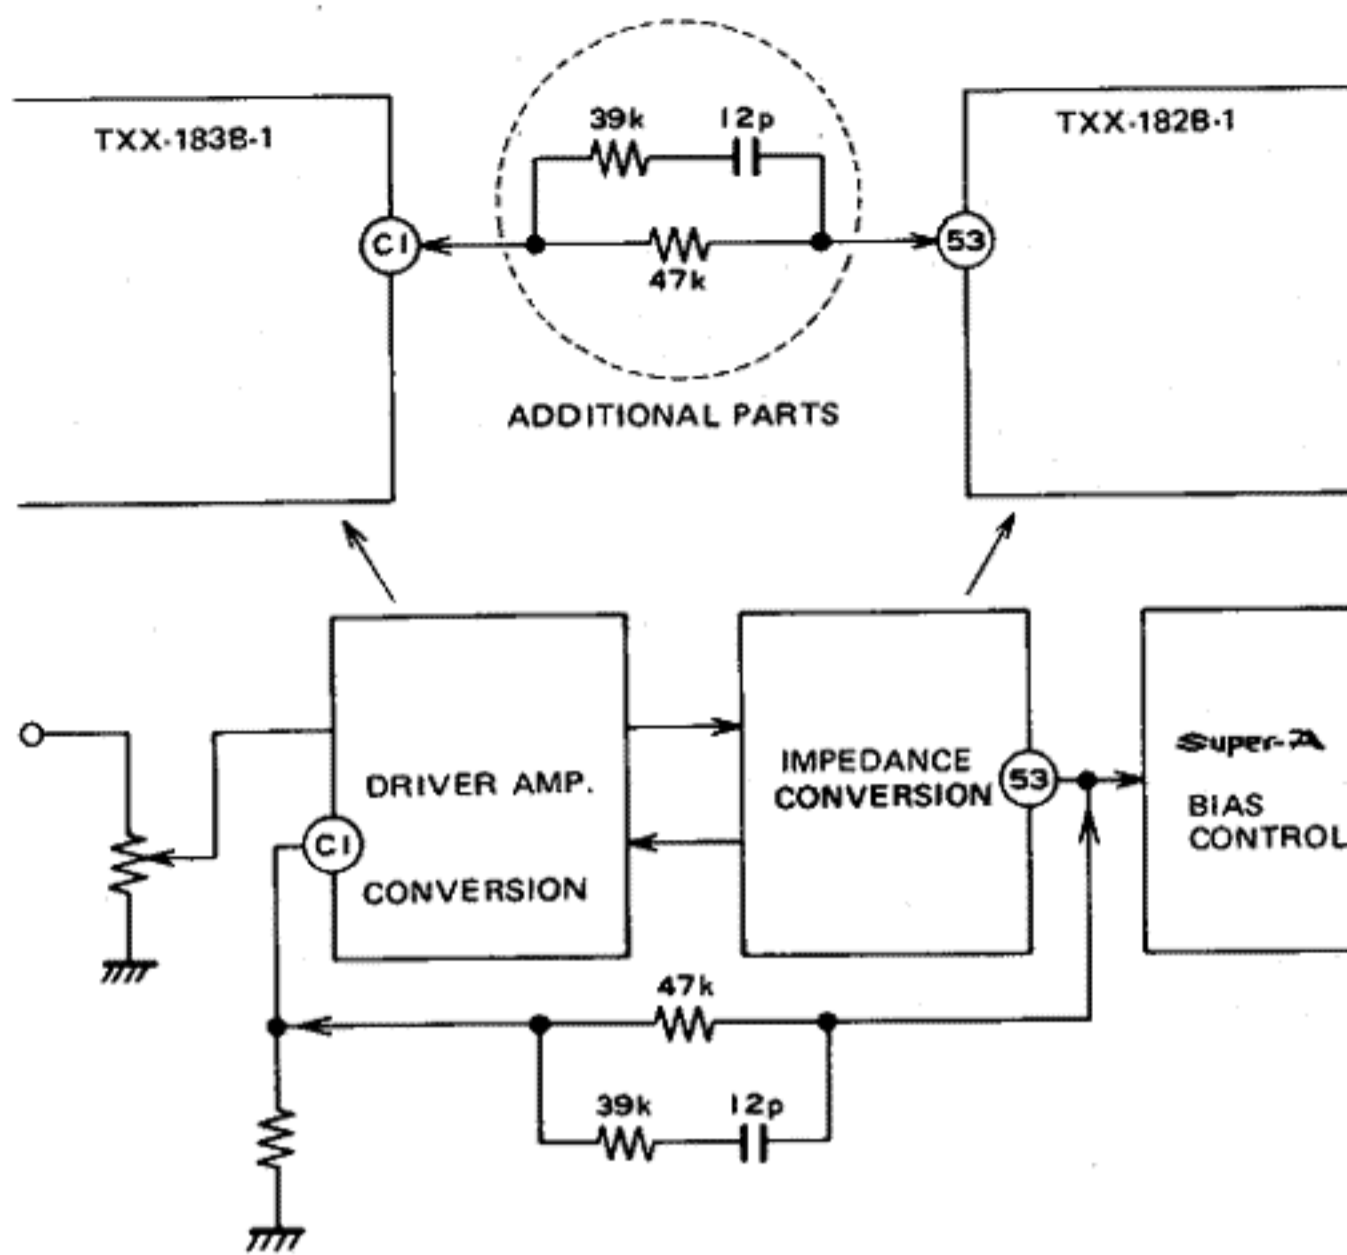 TXX-183B-1
39k
12p
TXX-182B-1
C1
47k
53
ADDITIONAL PARTS
DRIVER AMP.
CONVERSION
C1
IMPEDANCE
CONVERSION
53
Super-A
BIAS
CONTROL
47k
39k
12p